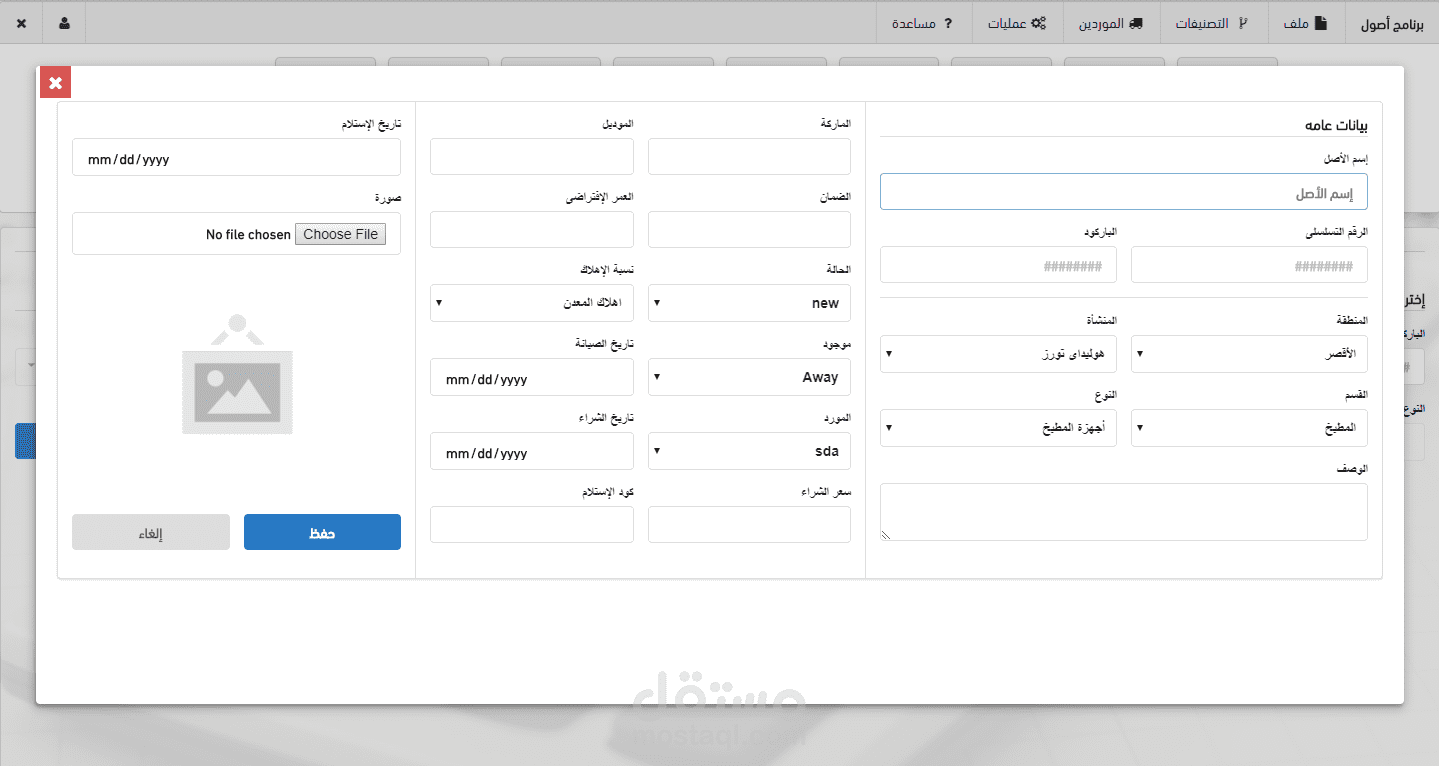 برنامج أصول
ملف
التصنيفات
الموردين
عمليات
مساعدة
بيانات عامه
إسم الأصل
إسم الأصل
الرقم التسلسلى
الباركود
########
########
المنطقة
المنشأة
الأقصر
هوليداى تورز
القسم
النوع
المطبخ
أجهزة المطبخ
الوصف
الماركة
الموديل
الضمان
العمر الإفتراضى
الحالة
نسبة الإهلاك
new
اهلاك المعدن
موجود
تاريخ الصيانة
Away
mm/dd/yyyy
المورد
تاريخ الشراء
sda
mm/dd/yyyy
سعر الشراء
كود الإستلام
تاريخ الإستلام
mm/dd/yyyy
صورة
Choose File No file chosen
حفظ
إلغاء
النوع
مستقل
mostaql.com